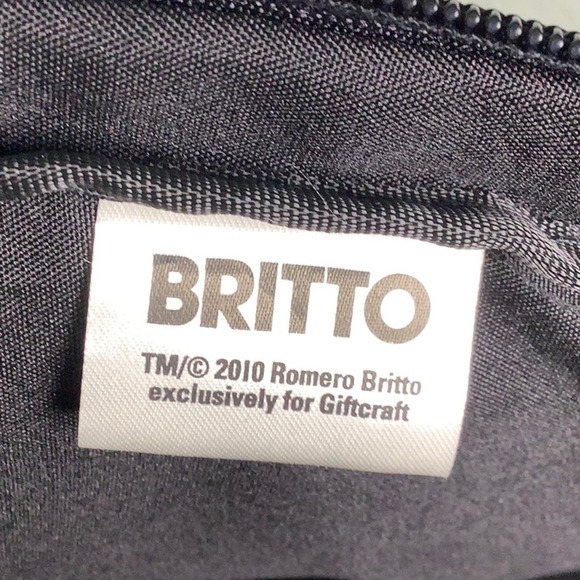 BRITTO
TM/© 2010 Romero Britto
exclusively for Giftcraft